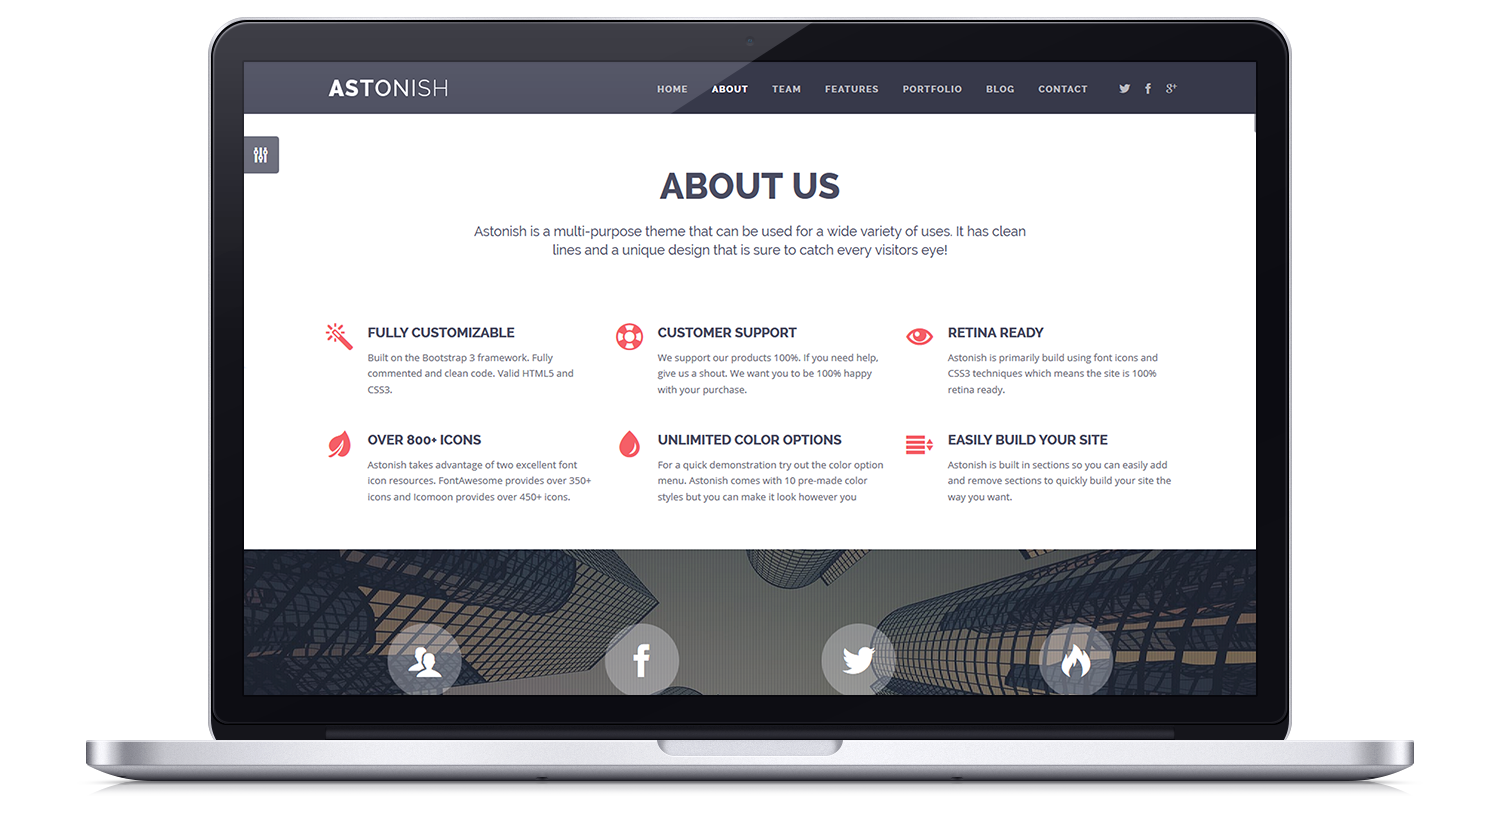 ASTONISH
HOME ABOUT TEAM FEATURES PORTFOLIO BLOG CONTACT
ABOUT US
Astonish is a multi-purpose theme that can be used for a wide variety of uses. It has clean
lines and a unique design that is sure to catch every visitors eye!
FULLY CUSTOMIZABLE
Built on the Bootstrap 3 framework. Fully
commented and clean code. Valid HTML5 and
CSS3.
CUSTOMER SUPPORT
We support our products 100%. If you need help,
give us a shout. We want you to be 100% happy
with your purchase.
RETINA READY
Astonish is primarily build using font icons and
CSS3 techniques which means the site is 100%
retina ready.
OVER 800+ ICONS
Astonish takes advantage of two excellent font
icon resources. FontAwesome provides over 350+
icons and Icomoon provides over 450+ icons.
UNLIMITED COLOR OPTIONS
For a quick demonstration try out the color option
menu. Astonish comes with 10 pre-made color
styles but you can make it look however you
EASILY BUILD YOUR SITE
Astonish is built in sections so you can easily add
and remove sections to quickly build your site the
way you want.